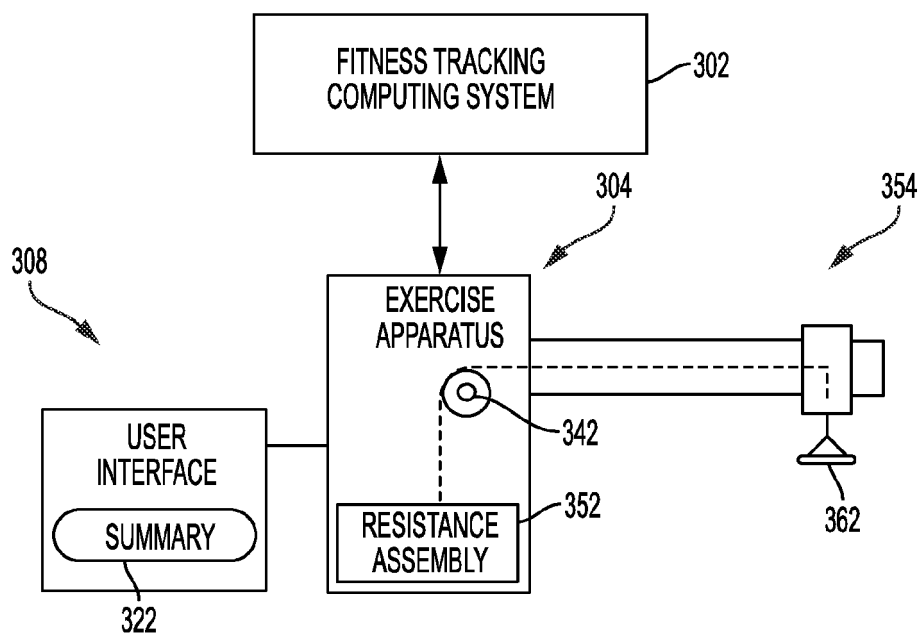 FITNESS TRACKING
COMPUTING SYSTEM
302
304
354
308
EXERCISE
APPARATUS
342
362
USER
INTERFACE
SUMMARY
322
352
RESISTANCE
ASSEMBLY